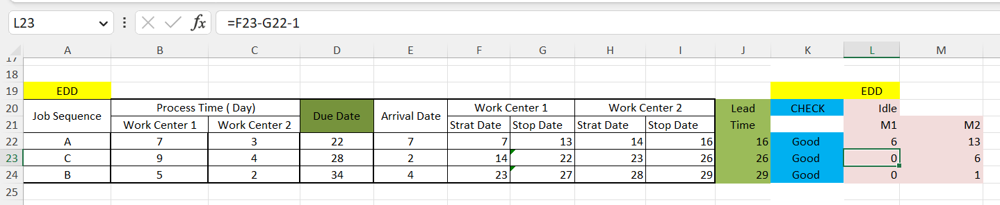 L23 =F23-G22-1
A B C D E F G H I J K L M
17
18
19 EDD EDD
20 Job Sequence Process Time ( Day) Due Date Arrival Date Work Center 1 Work Center 2 Lead CHECK Idle
21 Work Center 1 Work Center 2 Strat Date Stop Date Strat Date Stop Date Time M1 M2
22 A 7 3 22 7 7 13 14 16 16 Good 6 13
23 C 9 4 28 2 14 22 23 26 26 Good 0 6
24 B 5 2 34 4 23 27 28 29 29 Good 0 1
25